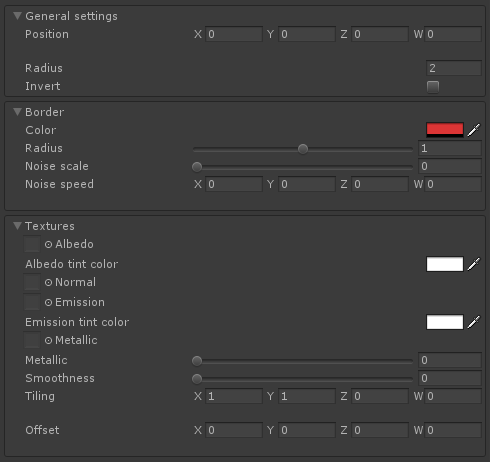 General settings
Position X 0 Y 0 Z 0 W 0
Radius 2
Invert
Border
Color
Radius 1
Noise scale 0
Noise speed X 0 Y 0 Z 0 W 0
Textures
Albedo
Albedo tint color
Normal
Emission
Emission tint color
Metallic
Metallic 0
Smoothness 0
Tiling X 1 Y 1 Z 0 W 0
Offset X 0 Y 0 Z 0 W 0